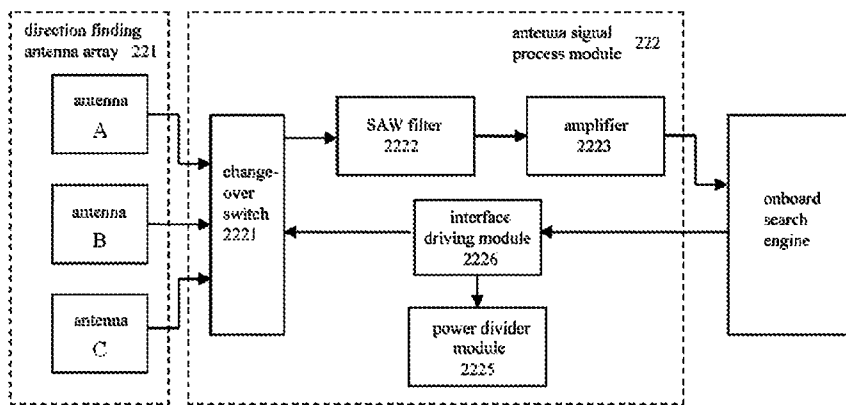 direction finding
antenna array 221
antenna signal
process module 222
antenna
A
antenna
B
antenna
C
change-
over
switch
2221
SAW filter
2222
amplifier
2223
interface
driving module
2226
power divider
module
2225
onboard
search
engine